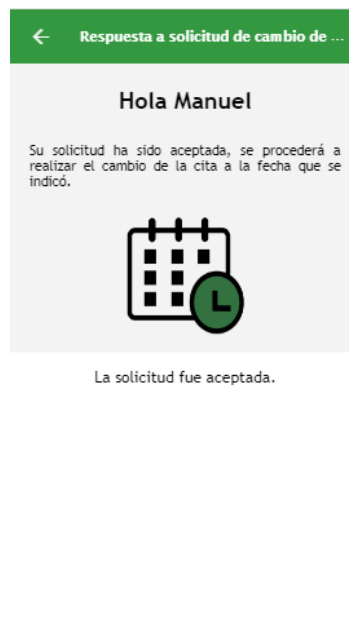 Respuesta a solicitud de cambio de ...
Hola Manuel
Su solicitud ha sido aceptada, se procederá a
realizar el cambio de la cita a la fecha que se
indicó.
La solicitud fue aceptada.